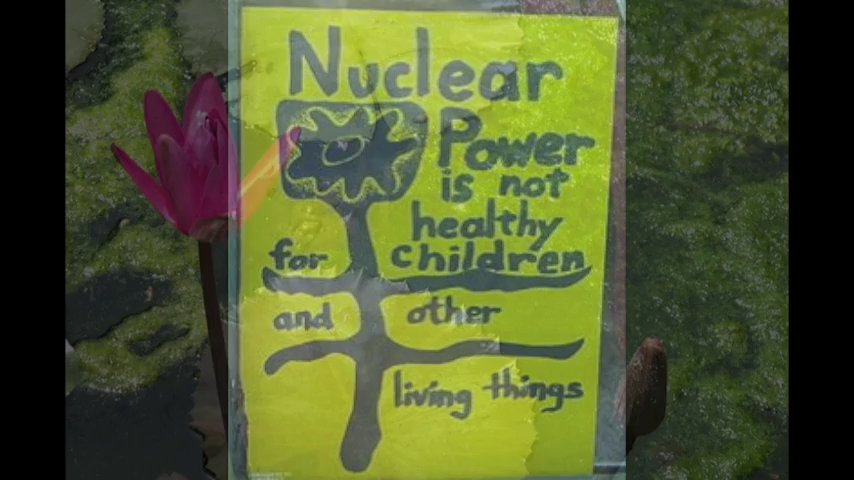 Nuclear
Power
is not
healthy
for children
and other
living things